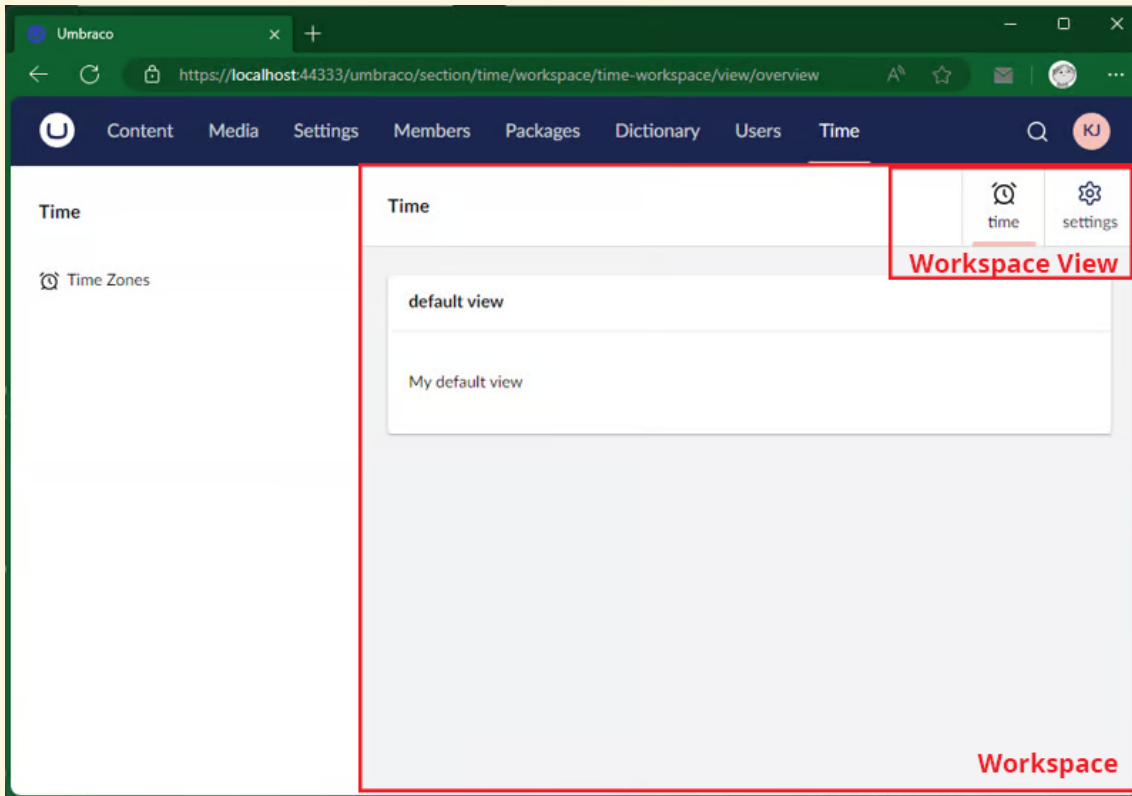 Umbraco
https://localhost:44333/umbraco/section/time/workspace/time-workspace/view/overview
Content Media Settings Members Packages Dictionary Users Time KJ
Time
Time Zones
Time
time settings
Workspace View
default view
My default view
Workspace